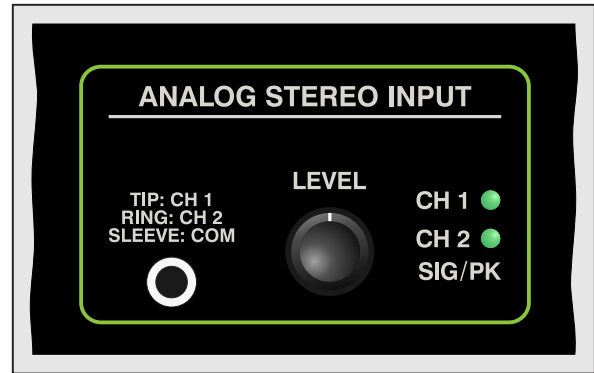 ANALOG STEREO INPUT
LEVEL
TIP: CH 1
RING: CH 2
SLEEVE: COM
CH 1
CH 2
SIG/PK